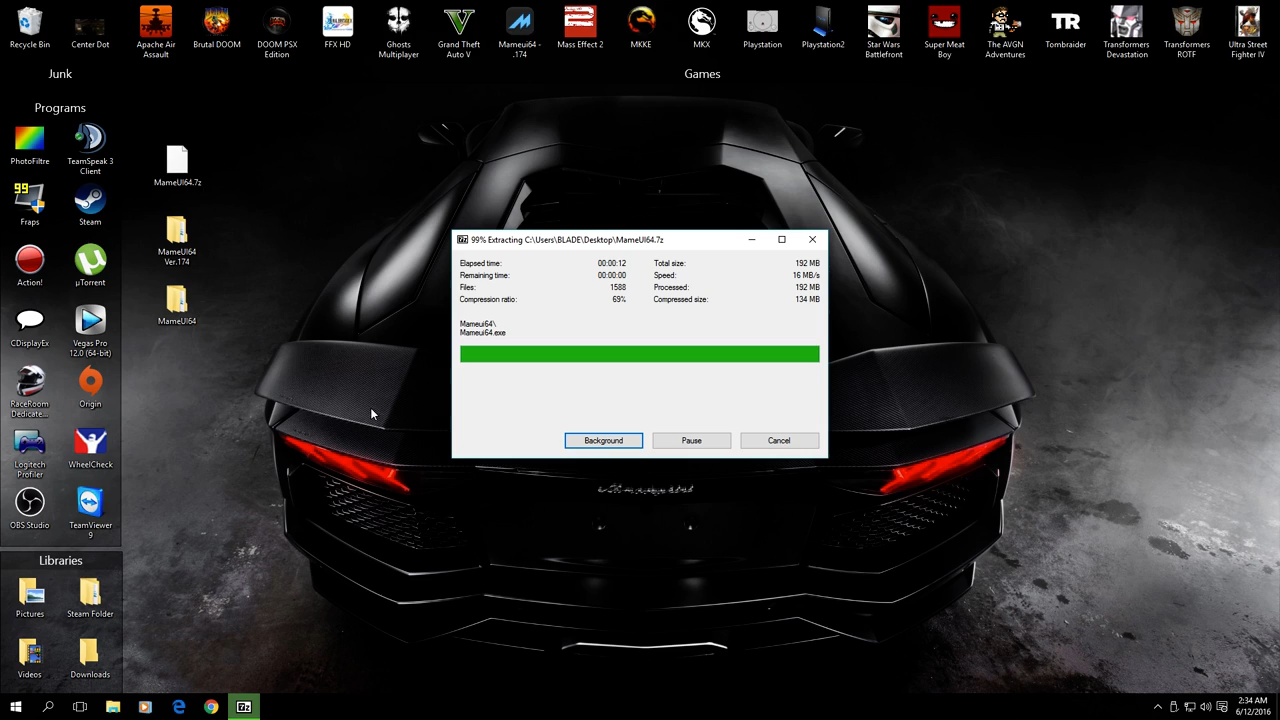 Recycle Bin
Center Dot
Apache Air
Assault
Brutal DOOM
DOOM PSX
Edition
FFX HD
Ghosts
Multiplayer
Grand Theft
Auto V
Mameui64 -
.174
Mass Effect 2
MKKE
MKX
Playstation
Playstation2
Star Wars
Battlefront
Super Meat
Boy
The AVGN
Adventures
TR
Tombraider
Transformers
Devastation
Transformers
ROTF
Ultra Street
Fighter IV
Junk
Games
Programs
PhotoFiltre
TeamSpeak 3
Client
99
Fraps
Steam
Action!
µTorrent
CDisplayEx
Vegas Pro
12.0 (64-bit)
RaceRoom
Dedicate...
Origin
Logitech
Profiler
WheelCheck
OBS Studio
TeamViewer
9
MameUI64.7z
MameUI64
Ver.174
MameUI64
7z 99% Extracting C:\Users\BLADE\Desktop\MameUI64.7z
Elapsed time: 00:00:12 Total size: 192 MB
Remaining time: 00:00:00 Speed: 16 MB/s
Files: 1588 Processed: 192 MB
Compression ratio: 69% Compressed size: 134 MB
Mameui64\
Mameui64.exe
Background Pause Cancel
Libraries
Pictures
Steam Folder
Videos
Downloads
7z
2:34 AM
6/12/2016